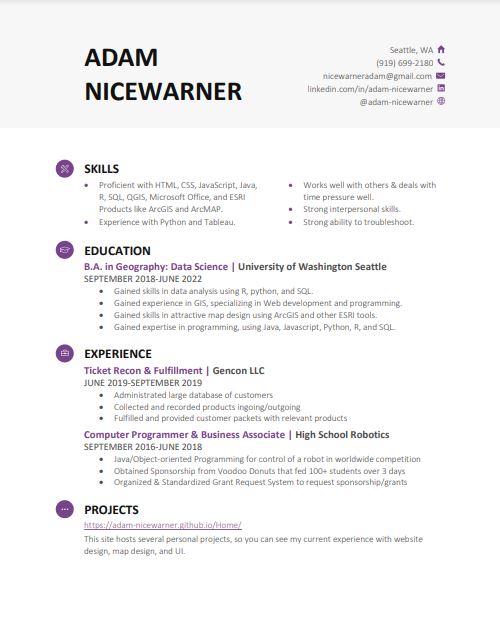 ADAM
NICEWARNER
Seattle, WA
(919) 699-2180
nicewarneradam@gmail.com
linkedin.com/in/adam-nicewarner
@adam-nicewarner
SKILLS
• Proficient with HTML, CSS, JavaScript, Java,
R, SQL, QGIS, Microsoft Office, and ESRI
Products like ArcGIS and ArcMAP.
• Experience with Python and Tableau.
• Works well with others & deals with
time pressure well.
• Strong interpersonal skills.
• Strong ability to troubleshoot.
EDUCATION
B.A. in Geography: Data Science | University of Washington Seattle
SEPTEMBER 2018-JUNE 2022
• Gained skills in data analysis using R, python, and SQL.
• Gained experience in GIS, specializing in Web development and programming.
• Gained skills in attractive map design using ArcGIS and other ESRI tools.
• Gained expertise in programming, using Java, Javascript, Python, R, and SQL.
EXPERIENCE
Ticket Recon & Fulfillment | Gencon LLC
JUNE 2019-SEPTEMBER 2019
• Administrated large database of customers
• Collected and recorded products ingoing/outgoing
• Fulfilled and provided customer packets with relevant products
Computer Programmer & Business Associate | High School Robotics
SEPTEMBER 2016-JUNE 2018
• Java/Object-oriented Programming for control of a robot in worldwide competition
• Obtained Sponsorship from Voodoo Donuts that fed 100+ students over 3 days
• Organized & Standardized Grant Request System to request sponsorship/grants
PROJECTS
https://adam-nicewarner.github.io/Home/
This site hosts several personal projects, so you can see my current experience with website
design, map design, and UI.